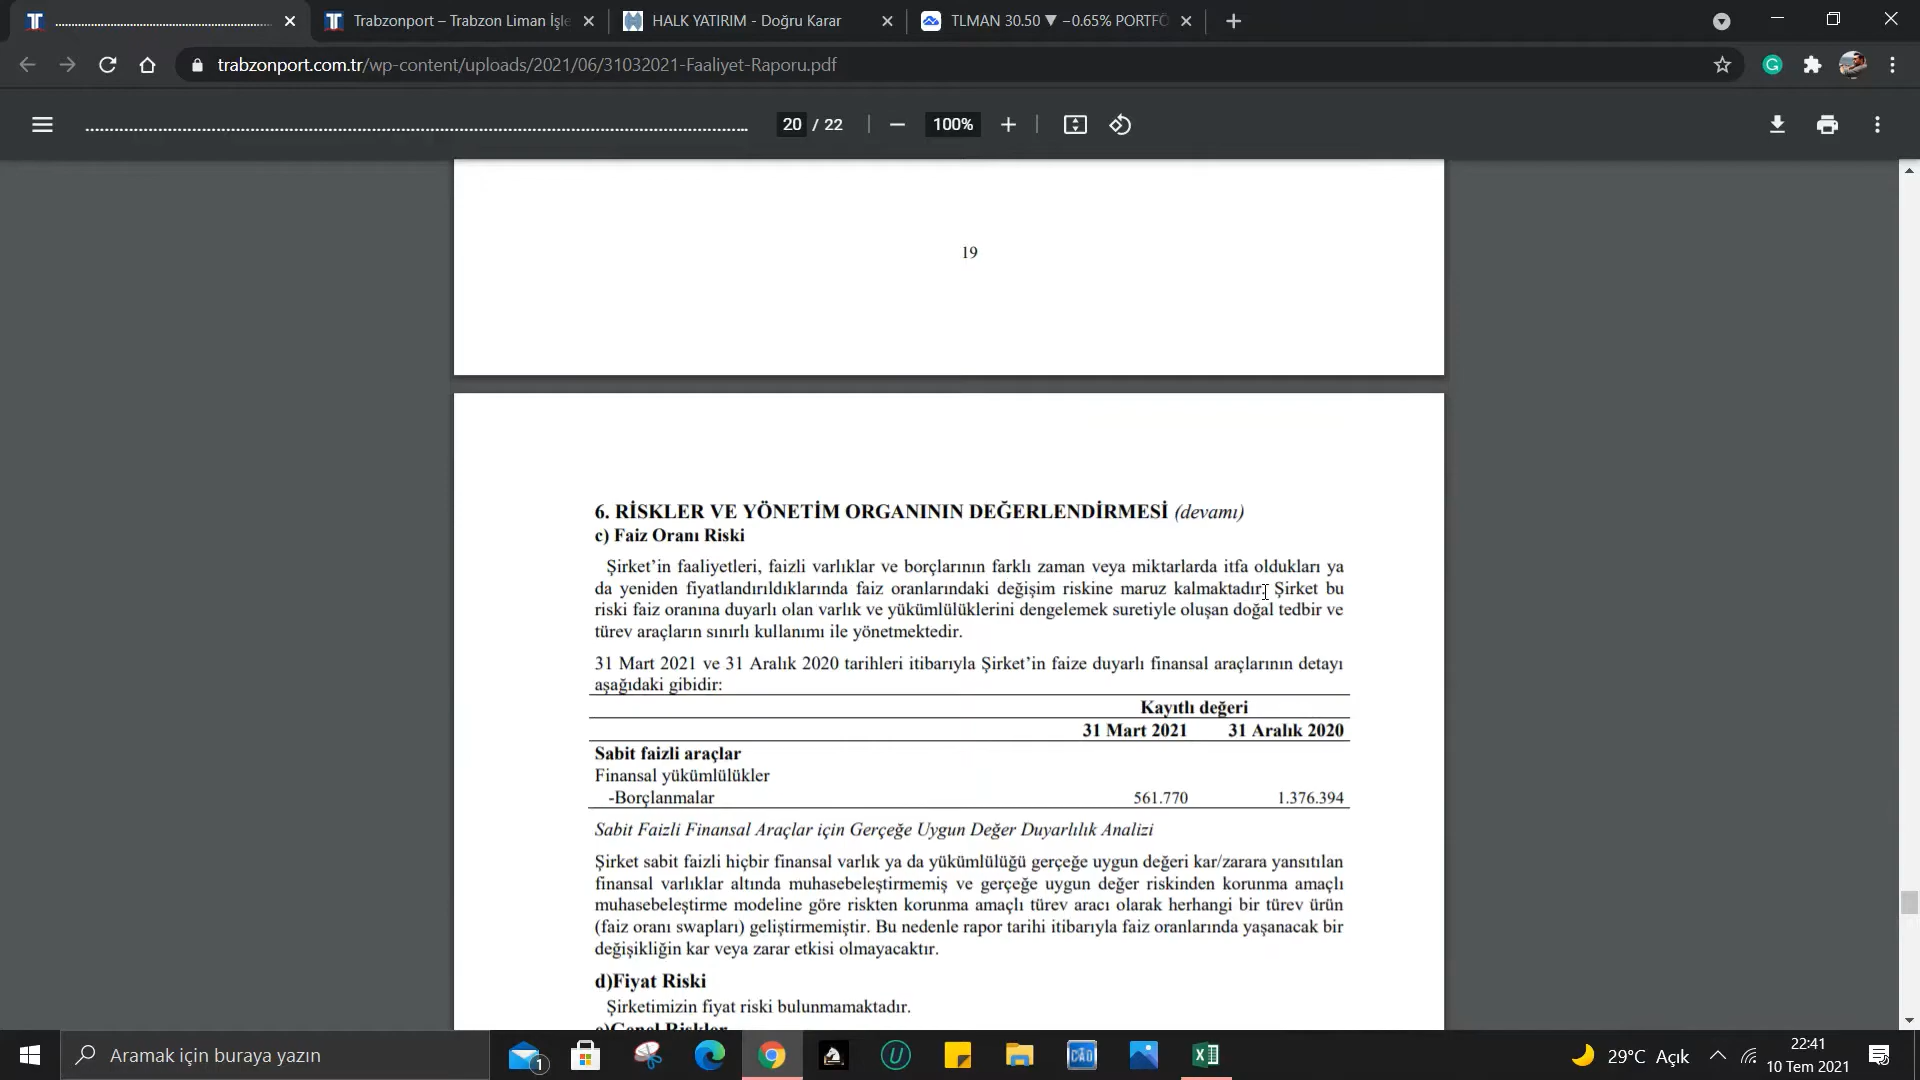 Trabzonport – Trabzon Liman İşle
HALK YATIRIM - Doğru Karar
TLMAN 30.50 ▼ −0.65% PORTFÖ
trabzonport.com.tr/wp-content/uploads/2021/06/31032021-Faaliyet-Raporu.pdf
20 / 22
100%
19
6. RİSKLER VE YÖNETİM ORGANININ DEĞERLENDİRMESİ (devamı)
c) Faiz Oranı Riski
Şirket’in faaliyetleri, faizli varlıklar ve borçlarının farklı zaman veya miktarlarda itfa oldukları ya
da yeniden fiyatlandırıldıklarında faiz oranlarındaki değişim riskine maruz kalmaktadır. Şirket bu
riski faiz oranına duyarlı olan varlık ve yükümlülüklerini dengelemek suretiyle oluşan doğal tedbir ve
türev araçların sınırlı kullanımı ile yönetmektedir.
31 Mart 2021 ve 31 Aralık 2020 tarihleri itibarıyla Şirket’in faize duyarlı finansal araçlarının detayı
aşağıdaki gibidir:
Kayıtlı değeri
31 Mart 2021 31 Aralık 2020
Sabit faizli araçlar
Finansal yükümlülükler
-Borçlanmalar 561.770 1.376.394
Sabit Faizli Finansal Araçlar için Gerçeğe Uygun Değer Duyarlılık Analizi
Şirket sabit faizli hiçbir finansal varlık ya da yükümlülüğü gerçeğe uygun değeri kar/zarara yansıtılan
finansal varlıklar altında muhasebeleştirmemiş ve gerçeğe uygun değer riskinden korunma amaçlı
muhasebeleştirme modeline göre riskten korunma amaçlı türev aracı olarak herhangi bir türev ürün
(faiz oranı swapları) geliştirmemiştir. Bu nedenle rapor tarihi itibarıyla faiz oranlarında yaşanacak bir
değişikliğin kar veya zarar etkisi olmayacaktır.
d)Fiyat Riski
Şirketimizin fiyat riski bulunmamaktadır.
e)Genel Riskler
Aramak için buraya yazın
1
29°C Açık
22:41
10 Tem 2021